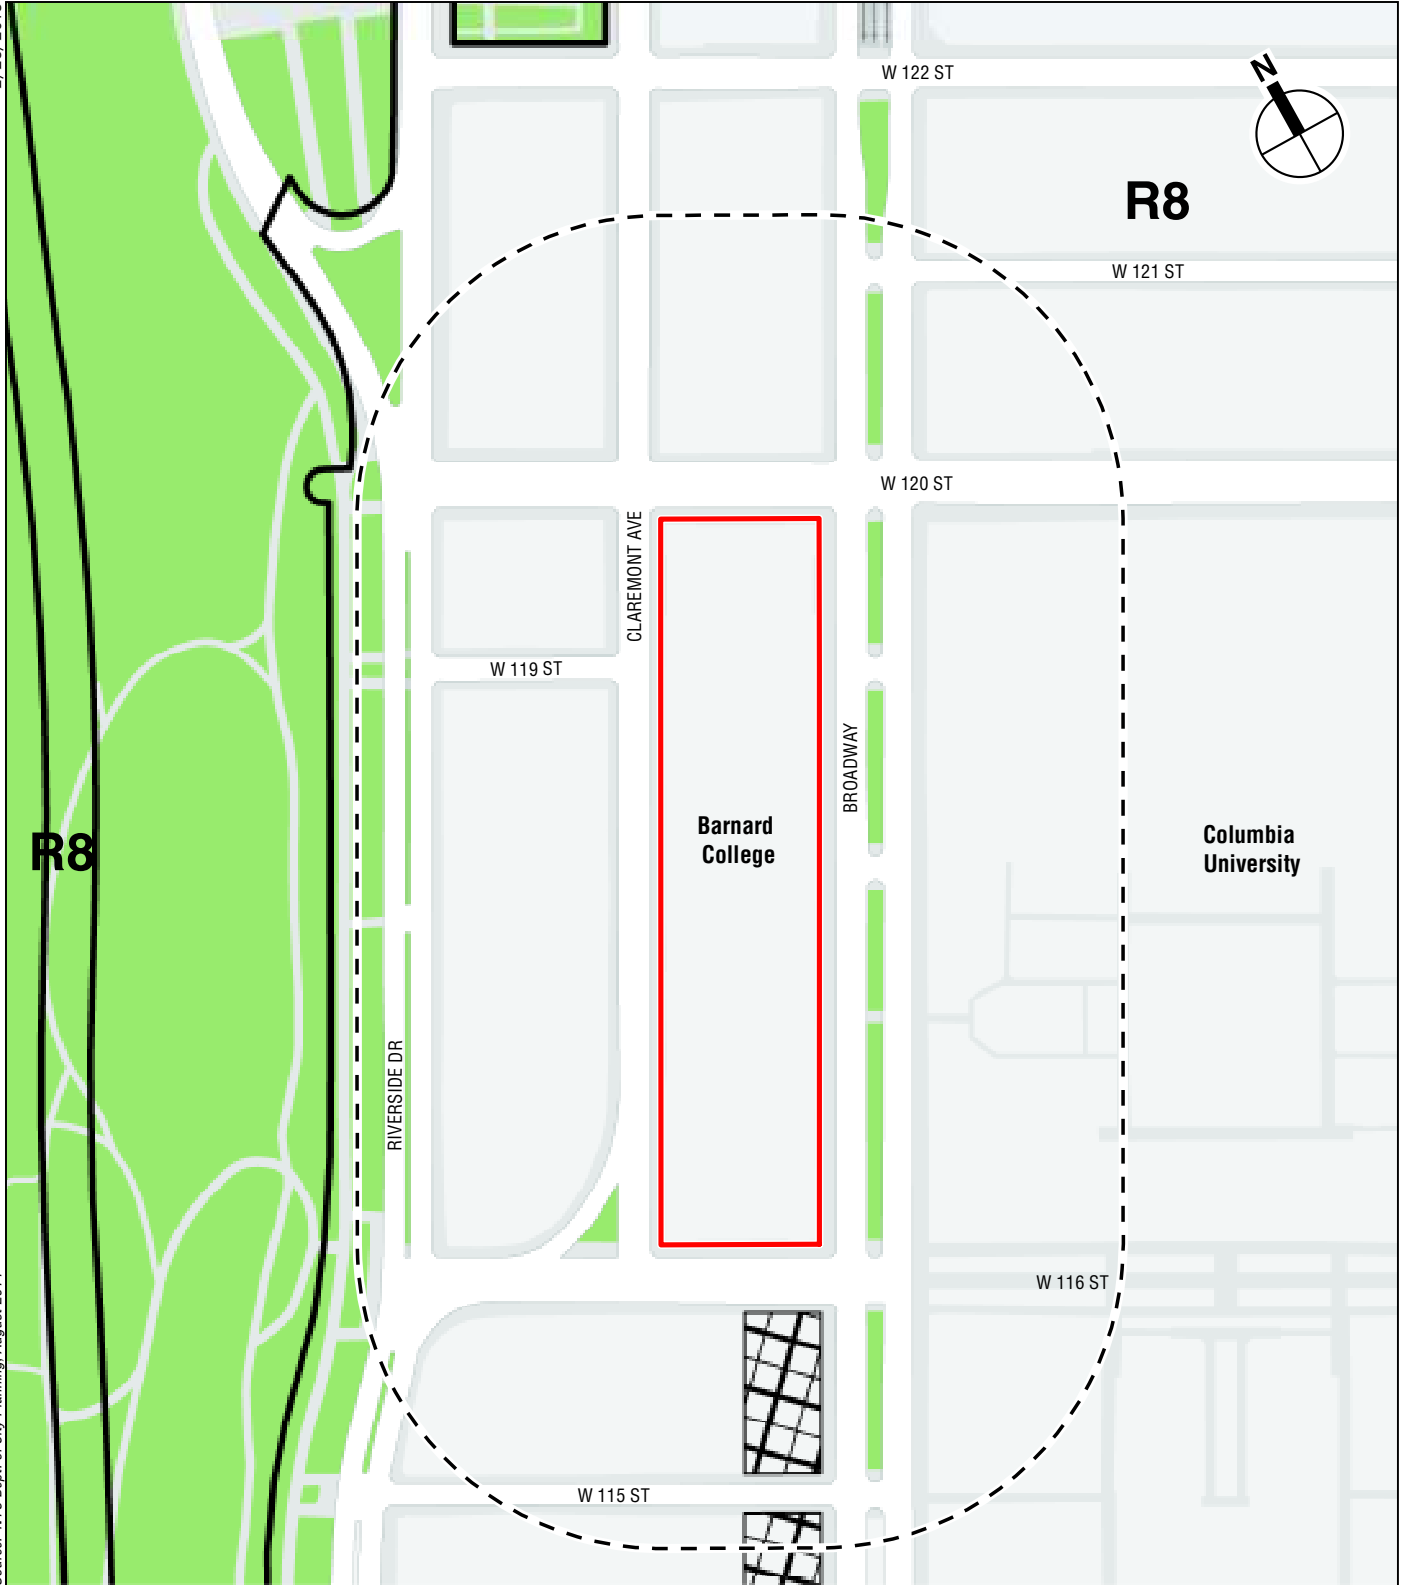 W 122 ST
N
R8
W 121 ST
W 120 ST
CLAREMONT AVE
W 119 ST
BROADWAY
Barnard
College
Columbia
University
R8
RIVERSIDE DR
W 116 ST
W 115 ST